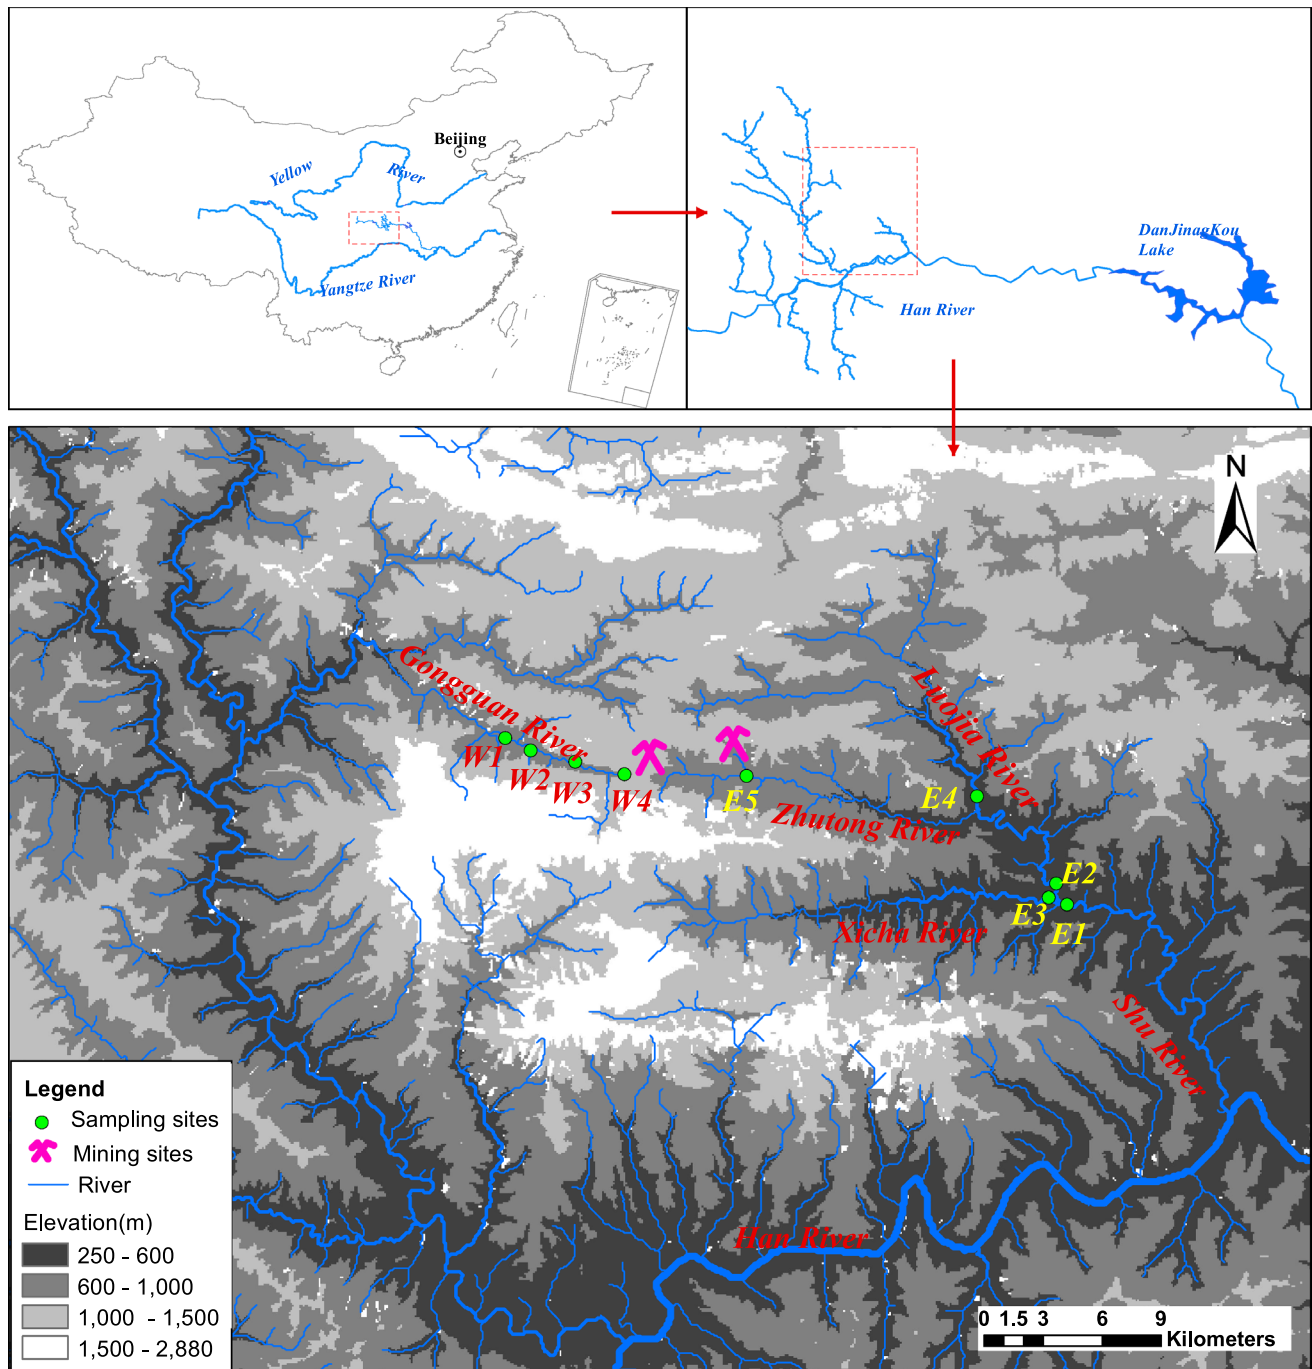 Beijing
Yellow
River
Yangtze River
DanJinagKou
Lake
Han River
N
Gongguan River
Luojia River
W1
W2
W3
W4
E5
E4
Zhutong River
E2
E3
E1
Xicha River
Shu River
Han River
Legend
Sampling sites
Mining sites
River
Elevation(m)
250 - 600
600 - 1,000
1,000 - 1,500
1,500 - 2,880
0 1.5 3 6 9
Kilometers